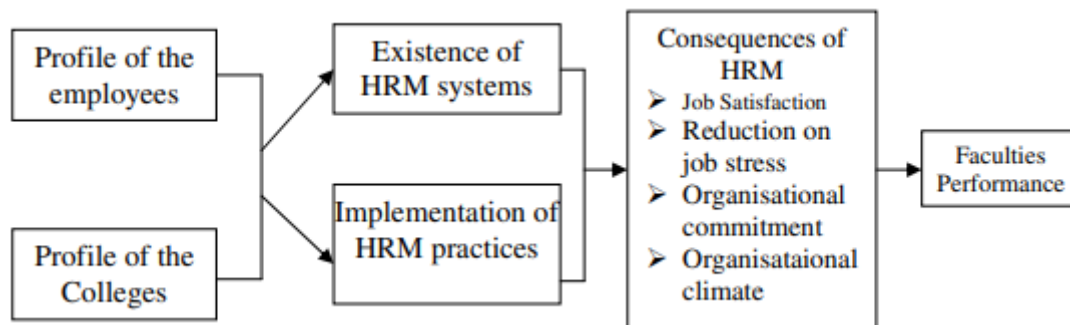 Profile of the
employees
Profile of the
Colleges
Existence of
HRM systems
Implementation of
HRM practices
Consequences of
HRM
➢ Job Satisfaction
➢ Reduction on
job stress
➢ Organisational
commitment
➢ Organisataional
climate
Faculties
Performance